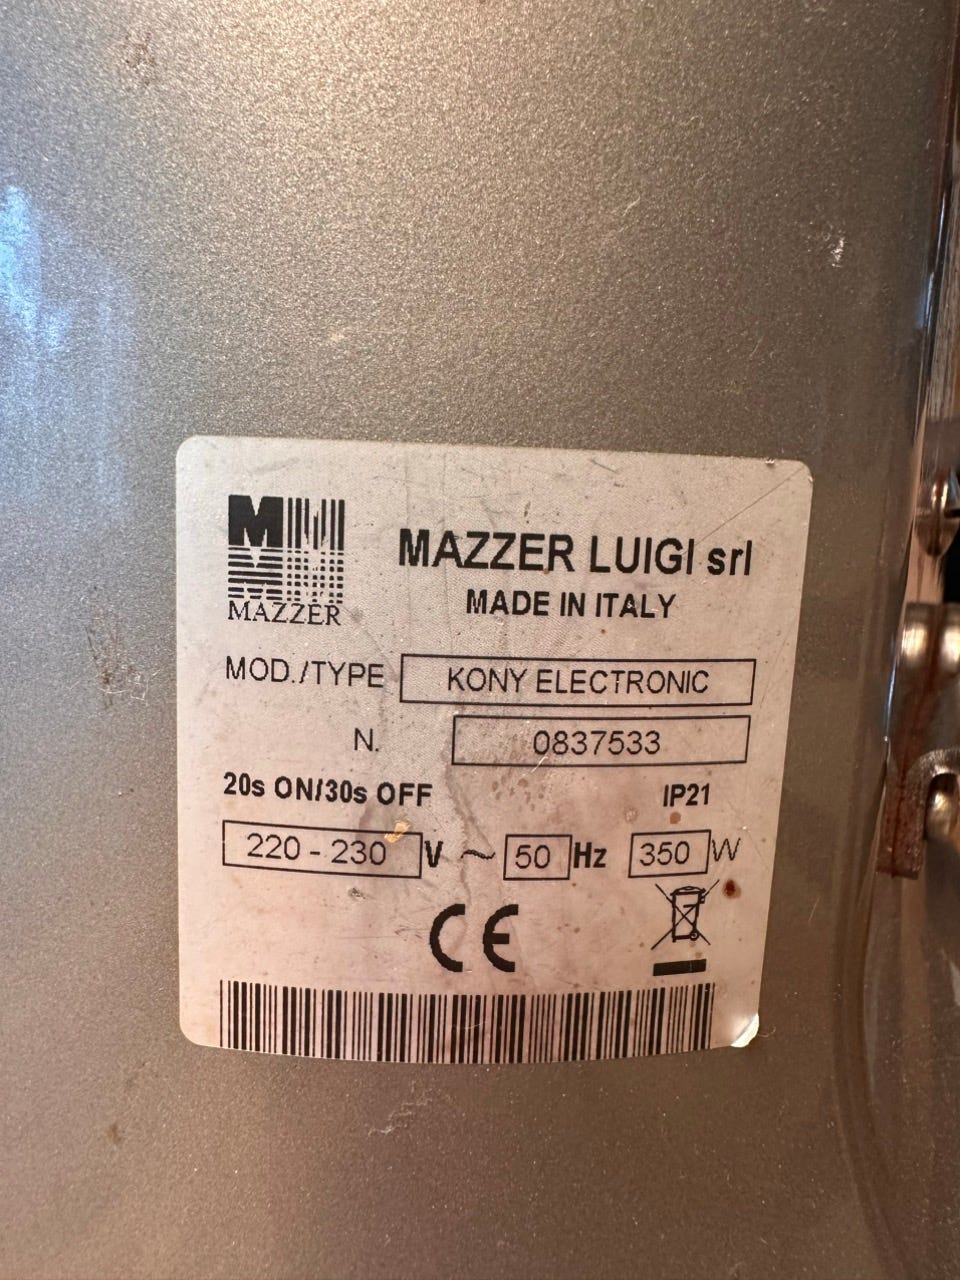 MAZZER
MAZZER LUIGI srl
MADE IN ITALY
MOD./TYPE KONY ELECTRONIC
N. 0837533
20s ON/30s OFF IP21
220 - 230 V ~ 50 Hz 350 W
CE